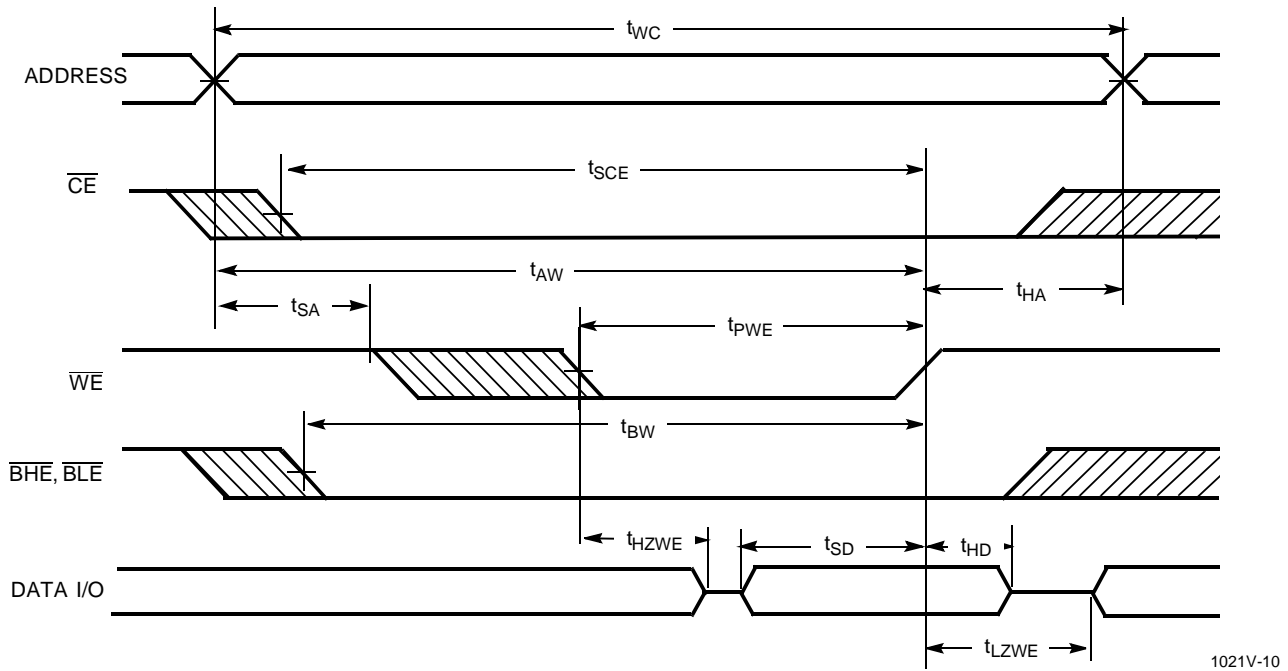 tWC
ADDRESS
tSCE
CE
tAW
tSA
tHA
tPWE
WE
tBW
BHE, BLE
tHZWE
tSD
tHD
DATA I/O
tLZWE
1021V-10